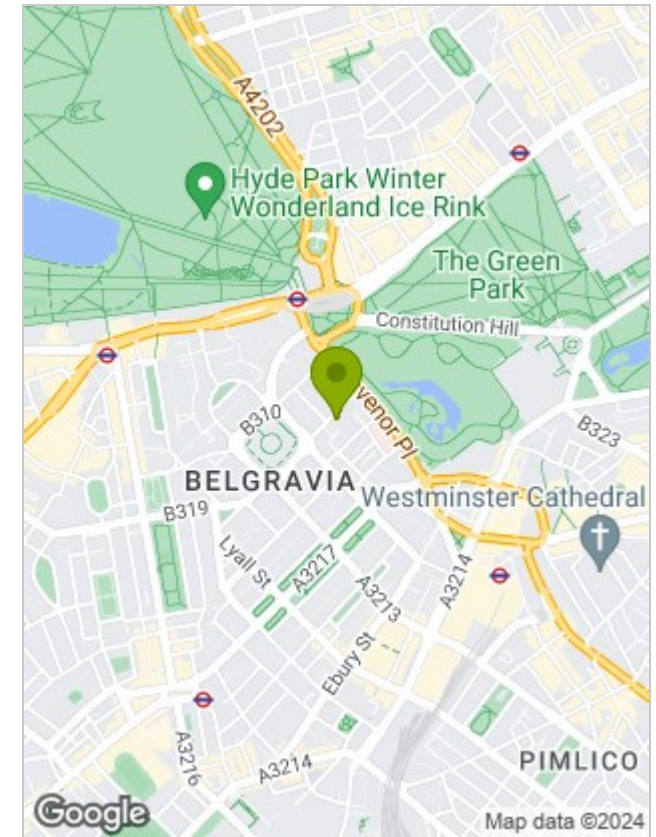 A4202
Hyde Park Winter
Wonderland Ice Rink
The Green
Park
Constitution Hill
venor Pl
B310
B323
BELGRAVIA
Westminster Cathedral
B319
Lyall St
A3217
A3214
A3213
Ebury St
A3216
A3214
PIMLICO
Google
Map data ©2024